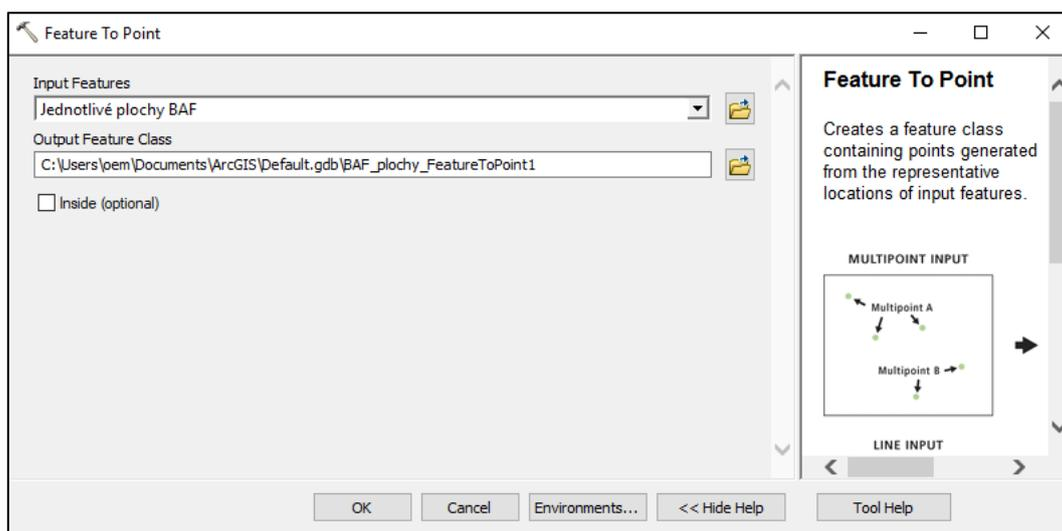 Feature To Point
Input Features
Jednotlivé plochy BAF
Output Feature Class
C:\Users\oem\Documents\ArcGIS\Default.gdb\BAF_plochy_FeatureToPoint1
Inside (optional)
OK
Cancel
Environments...
<< Hide Help
Feature To Point
Creates a feature class
containing points generated
from the representative
locations of input features.
MULTIPOINT INPUT
Multipoint A
Multipoint B
LINE INPUT
Tool Help